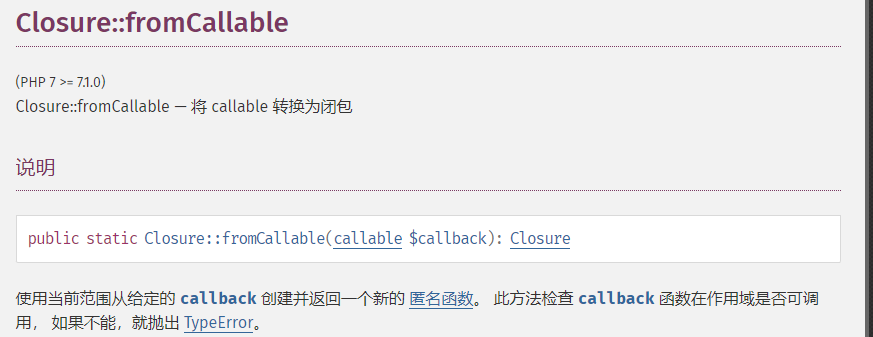 Closure::fromCallable
(PHP 7 >= 7.1.0)
Closure::fromCallable — 将 callable 转换为闭包
说明
public static Closure::fromCallable(callable $callback): Closure
使用当前范围从给定的 callback 创建并返回一个新的 匿名函数。 此方法检查 callback 函数在作用域是否可调
用， 如果不能，就抛出 TypeError。